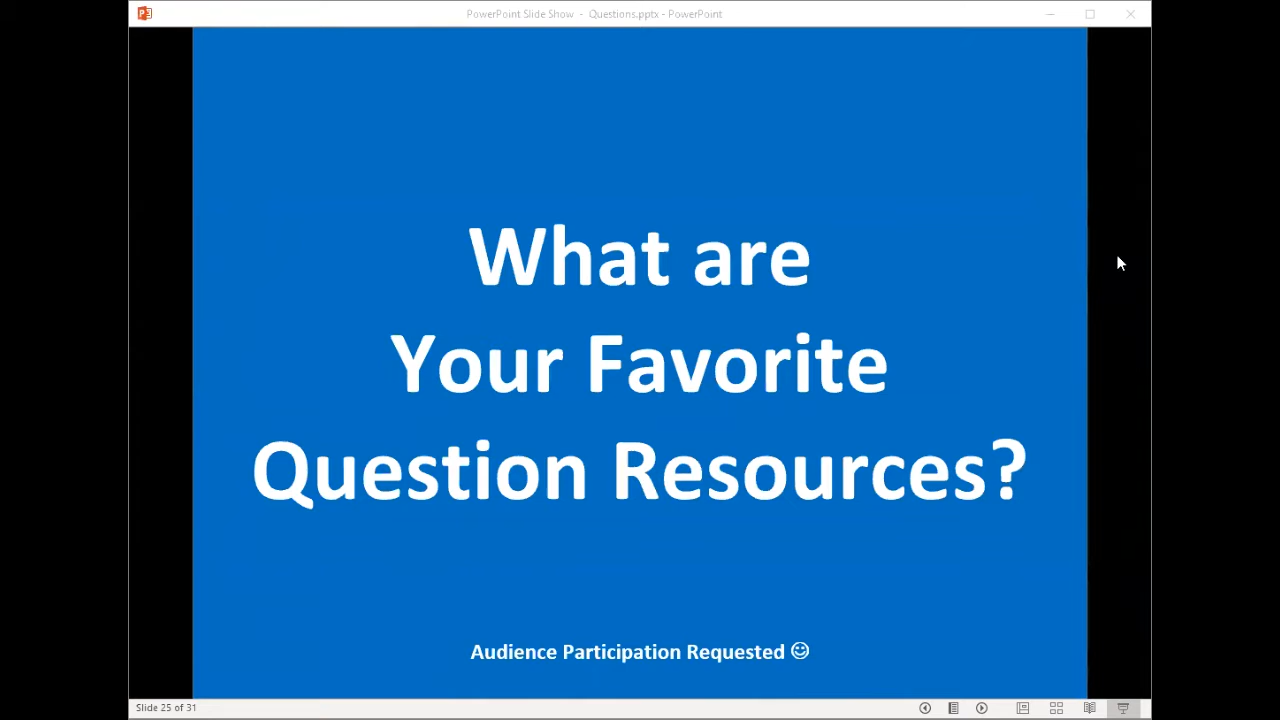 PowerPoint Slide Show - Questions.pptx - PowerPoint
What are
Your Favorite
Question Resources?
Audience Participation Requested ☺
Slide 25 of 31